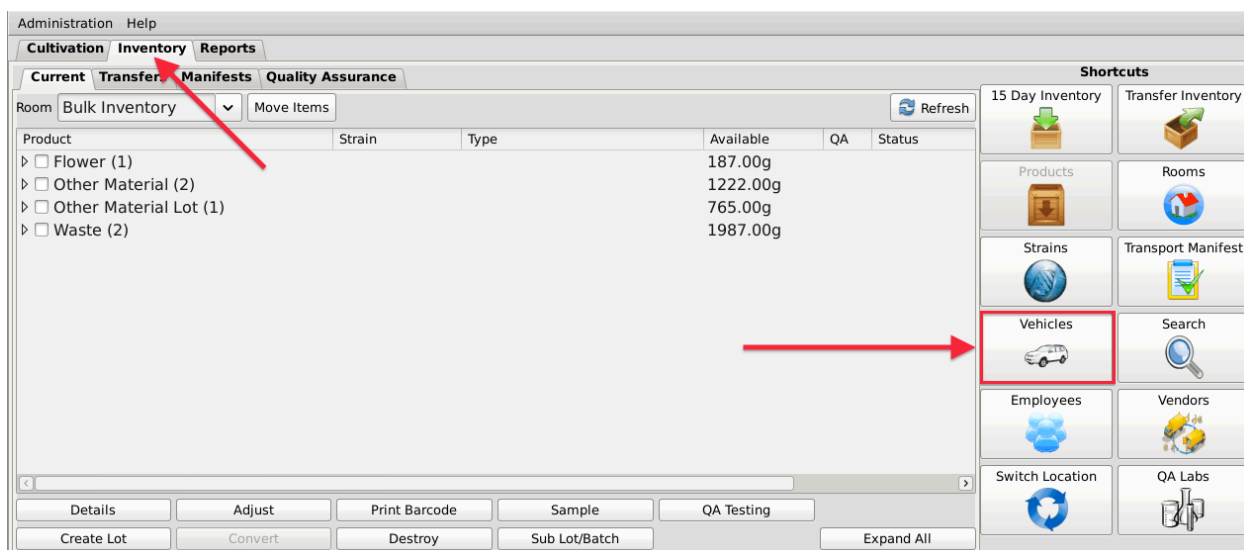 Administration Help
Cultivation Inventory Reports
Current Transfers Manifests Quality Assurance
Room Bulk Inventory Move Items Refresh
Product Strain Type Available QA Status
Flower (1) 187.00g
Other Material (2) 1222.00g
Other Material Lot (1) 765.00g
Waste (2) 1987.00g
Details Adjust Print Barcode Sample QA Testing
Create Lot Convert Destroy Sub Lot/Batch Expand All
Shortcuts
15 Day Inventory Transfer Inventory
Products Rooms
Strains Transport Manifest
Vehicles Search
Employees Vendors
Switch Location QA Labs